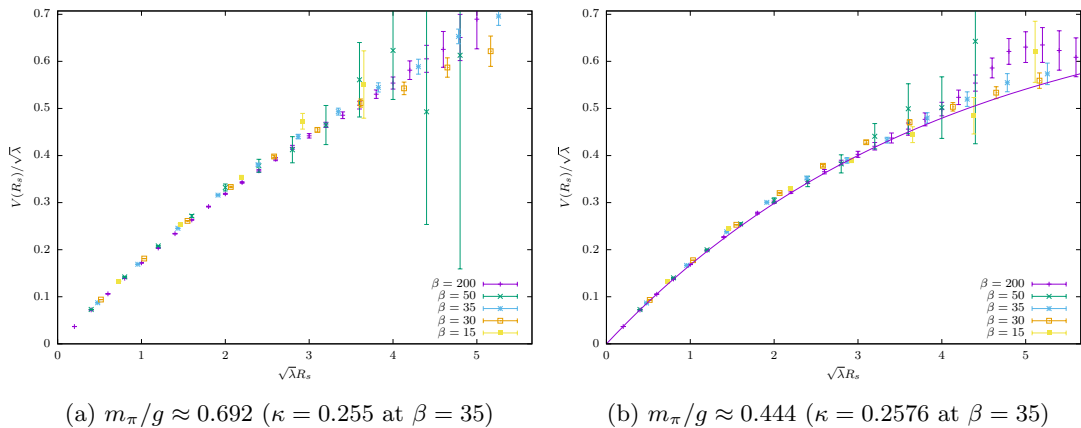 0.7
0.6
0.5
0.4
0.3
0.2
0.1
0
V(R_s)/√λ
β = 200
β = 50
β = 35
β = 30
β = 15
0 1 2 3 4 5
√λR_s
(a) m_π/g ≈ 0.692 (κ = 0.255 at β = 35)
0.7
0.6
0.5
0.4
0.3
0.2
0.1
0
V(R_s)/√λ
β = 200
β = 50
β = 35
β = 30
β = 15
0 1 2 3 4 5
√λR_s
(b) m_π/g ≈ 0.444 (κ = 0.2576 at β = 35)